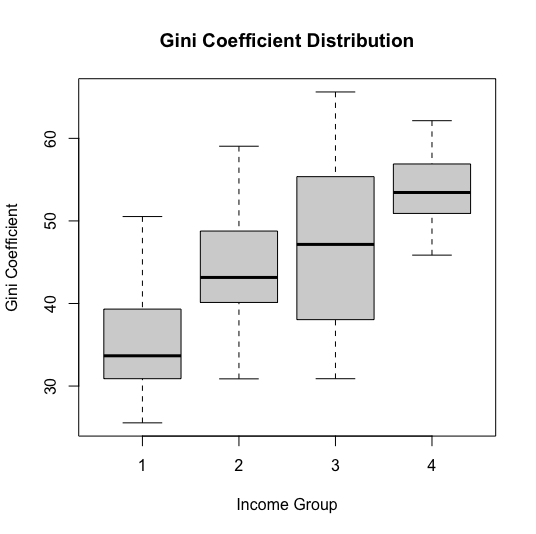 Gini Coefficient Distribution
60
50
40
30
Gini Coefficient
1 2 3 4
Income Group